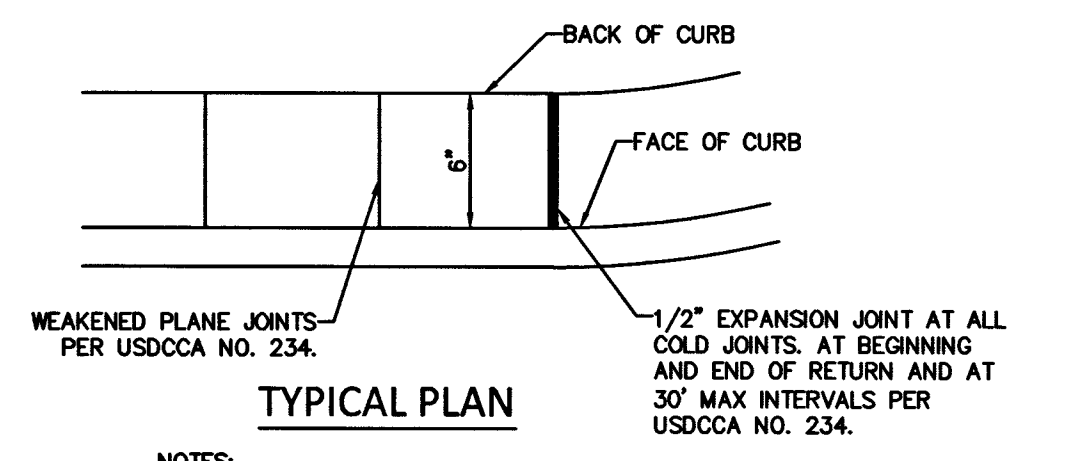 BACK OF CURB
6"
FACE OF CURB
WEAKENED PLANE JOINTS
PER USDCCA NO. 234.
1/2" EXPANSION JOINT AT ALL
COLD JOINTS. AT BEGINNING
AND END OF RETURN AND AT
30' MAX INTERVALS PER
USDCCA NO. 234.
TYPICAL PLAN
NOTES: